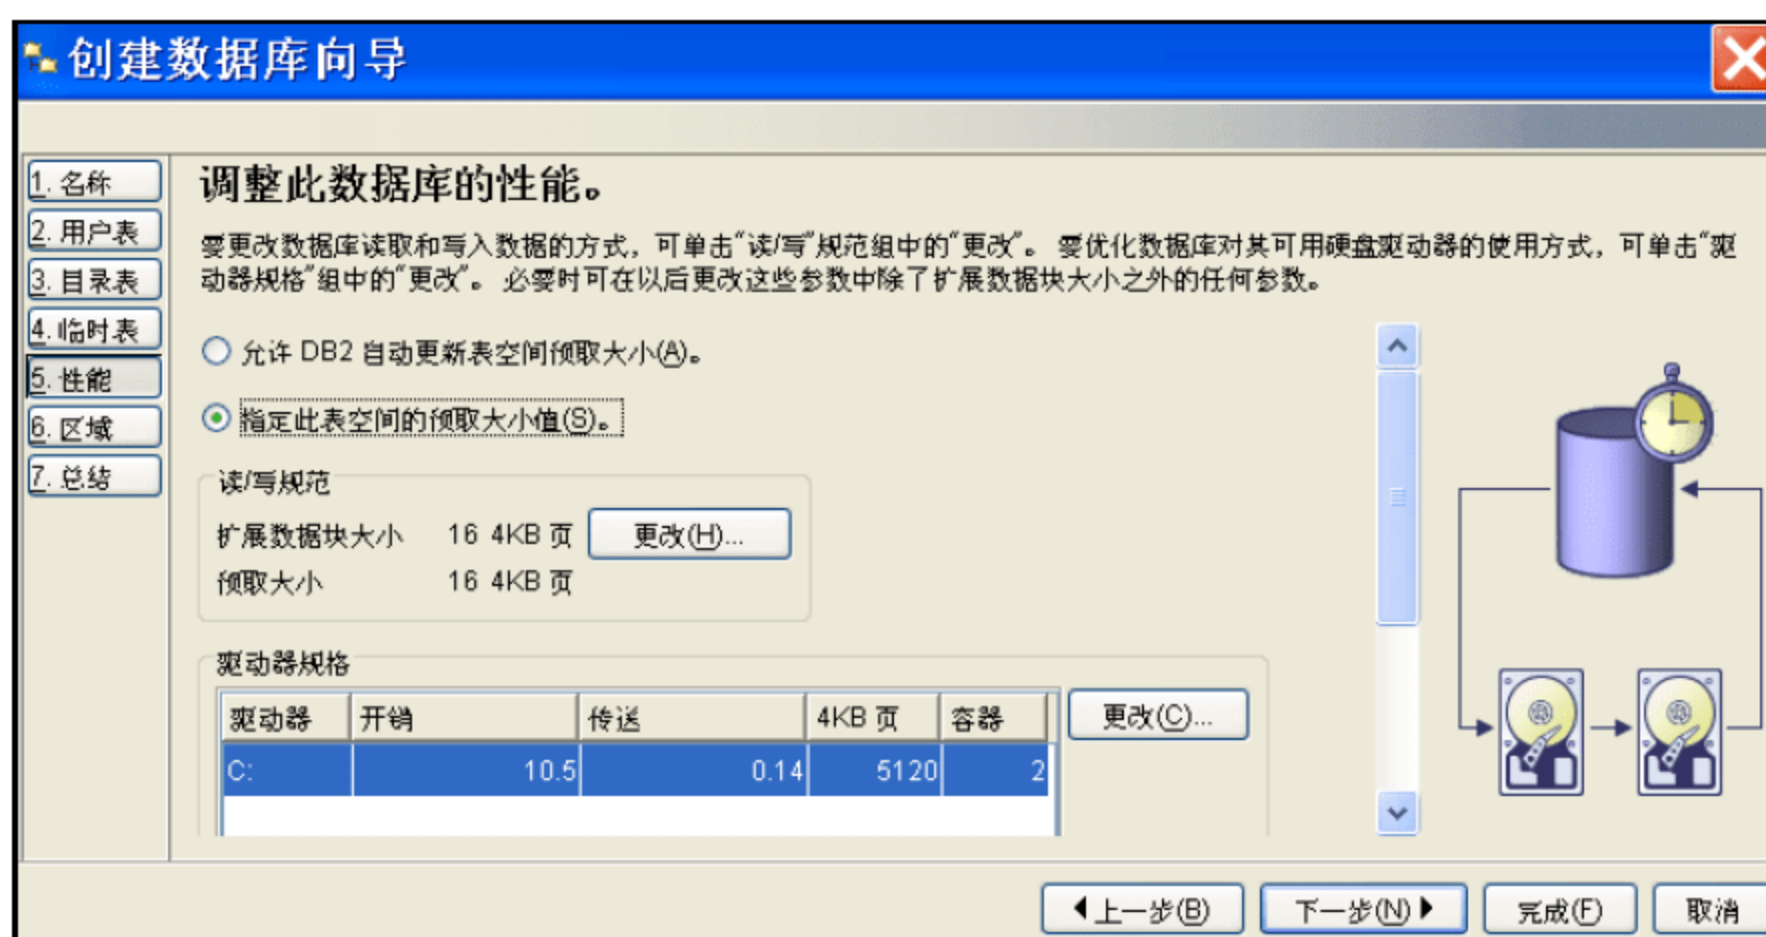 创建数据库向导
1. 名称
2. 用户表
3. 目录表
4. 临时表
5. 性能
6. 区域
7. 总结
调整此数据库的性能。
要更改数据库读取和写入数据的方式，可单击“读/写”规范组中的“更改”。 要优化数据库对其可用硬盘驱动器的使用方式，可单击“驱
动器规格”组中的“更改”。 必要时可在以后更改这些参数中除了扩展数据块大小之外的任何参数。
允许 DB2 自动更新表空间预取大小(A)。
指定此表空间的预取大小值(S)。
读/写规范
扩展数据块大小 16 4KB 页 更改(H)...
预取大小 16 4KB 页
驱动器规格
驱动器 开销 传送 4KB 页 容器 更改(C)...
C: 10.5 0.14 5120 2
上一步(B) 下一步(N) 完成(F) 取消